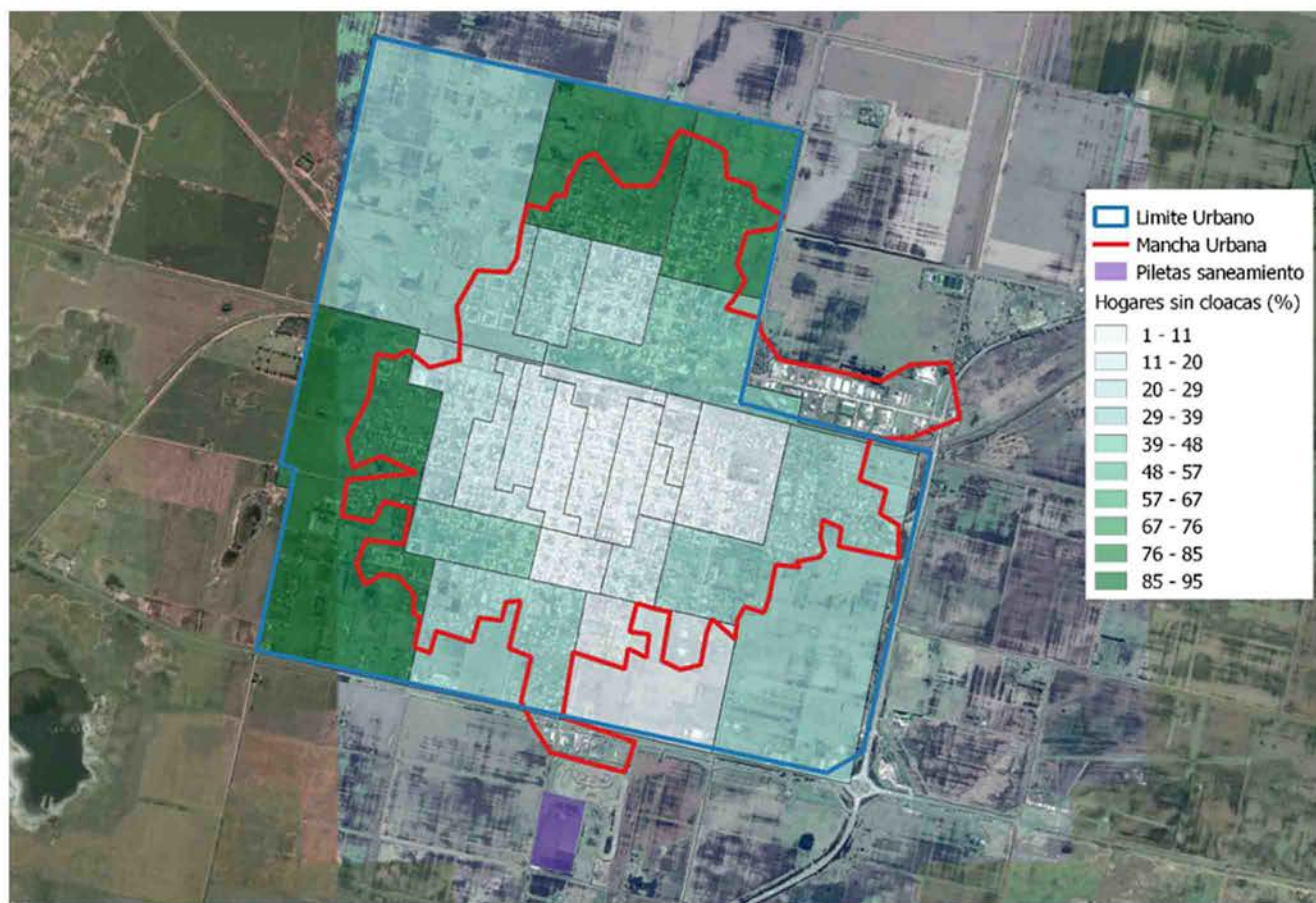 Limite Urbano
Mancha Urbana
Piletas saneamiento
Hogares sin cloacas (%)
1 - 11
11 - 20
20 - 29
29 - 39
39 - 48
48 - 57
57 - 67
67 - 76
76 - 85
85 - 95